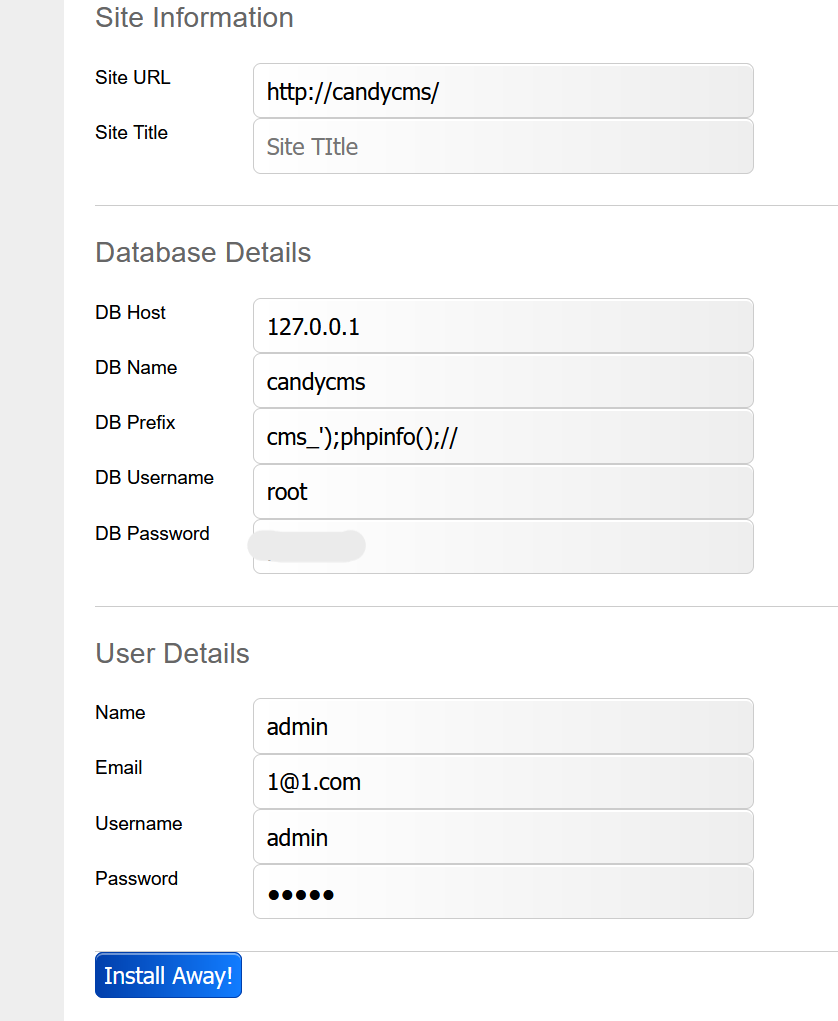 Site Information
Site URL http://candycms/
Site Title Site TItle
Database Details
DB Host 127.0.0.1
DB Name candycms
DB Prefix cms_');phpinfo();//
DB Username root
DB Password
User Details
Name admin
Email 1@1.com
Username admin
Password •••••
Install Away!